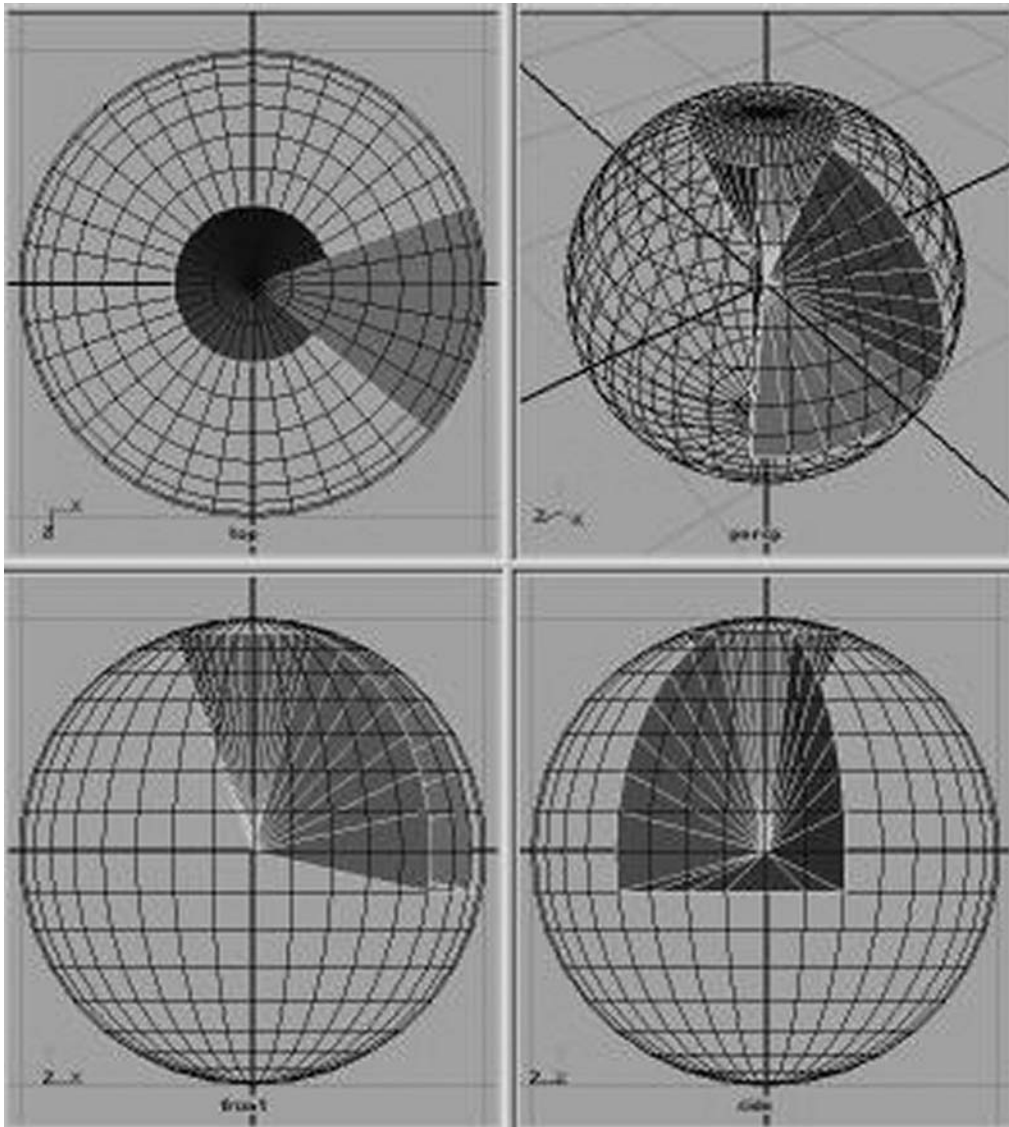 x
top
persp
z x
front
side